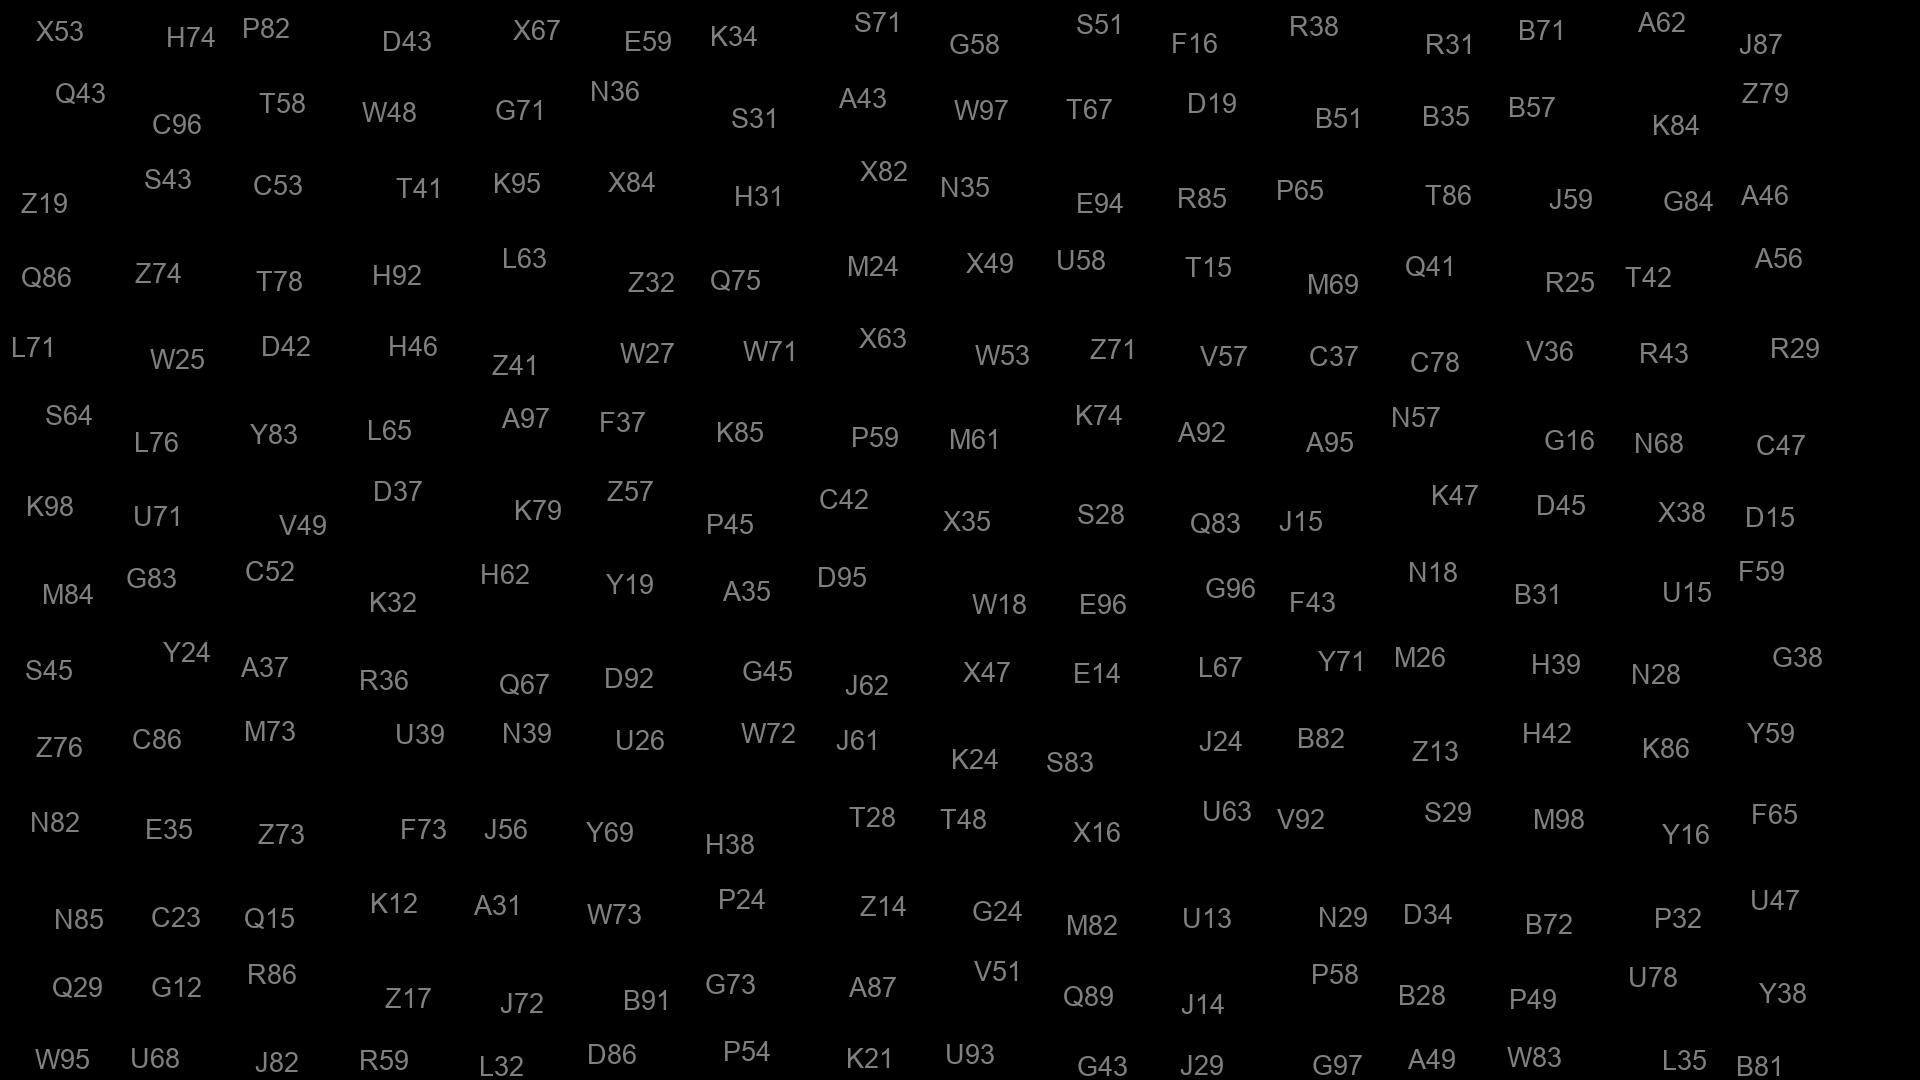 X53 H74 P82 D43 X67 E59 K34 S71 G58 S51 F16 R38 R31 B71 A62 J87
Q43 C96 T58 W48 G71 N36 S31 A43 W97 T67 D19 B51 B35 B57 K84 Z79
Z19 S43 C53 T41 K95 X84 H31 X82 N35 E94 R85 P65 T86 J59 G84 A46
Q86 Z74 T78 H92 L63 Z32 Q75 M24 X49 U58 T15 M69 Q41 R25 T42 A56
L71 W25 D42 H46 Z41 W27 W71 X63 W53 Z71 V57 C37 C78 V36 R43 R29
S64 L76 Y83 L65 A97 F37 K85 P59 M61 K74 A92 A95 N57 G16 N68 C47
K98 U71 V49 D37 K79 Z57 P45 C42 X35 S28 Q83 J15 K47 D45 X38 D15
M84 G83 C52 K32 H62 Y19 A35 D95 W18 E96 G96 F43 N18 B31 U15 F59
S45 Y24 A37 R36 Q67 D92 G45 J62 X47 E14 L67 Y71 M26 H39 N28 G38
Z76 C86 M73 U39 N39 U26 W72 J61 K24 S83 J24 B82 Z13 H42 K86 Y59
N82 E35 Z73 F73 J56 Y69 H38 T28 T48 X16 U63 V92 S29 M98 Y16 F65
N85 C23 Q15 K12 A31 W73 P24 Z14 G24 M82 U13 N29 D34 B72 P32 U47
Q29 G12 R86 Z17 J72 B91 G73 A87 V51 Q89 J14 P58 B28 P49 U78 Y38
W95 U68 J82 R59 L32 D86 P54 K21 U93 G43 J29 G97 A49 W83 L35 B81